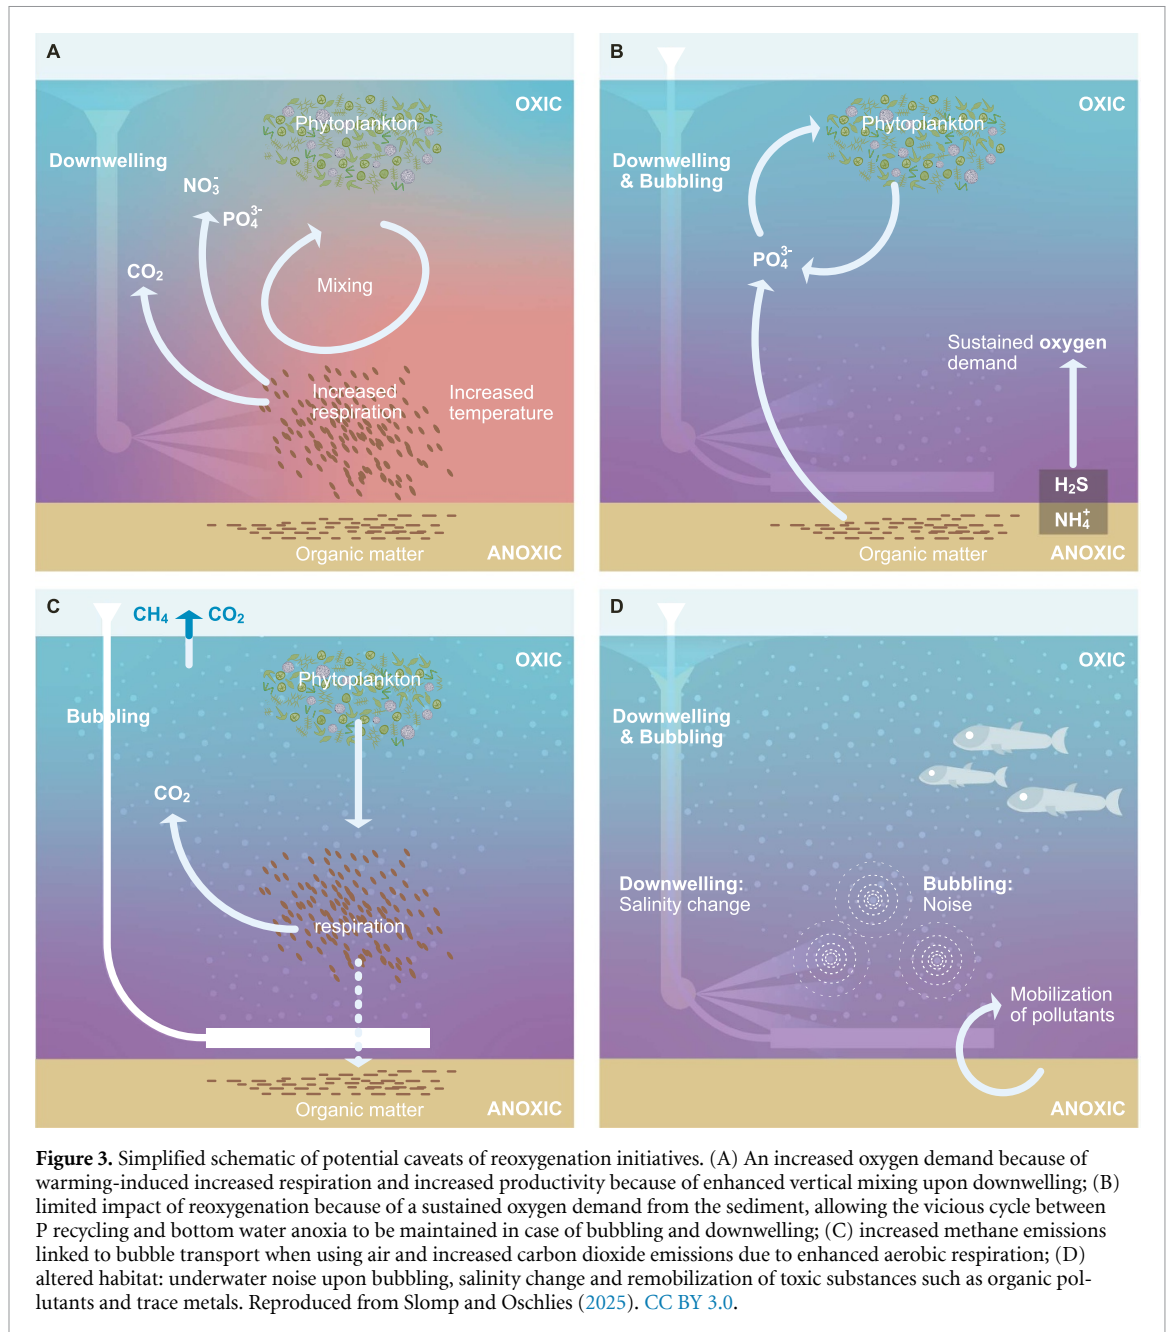 A
OXIC
Phytoplankton
Downwelling
NO₃⁻
PO₄³⁻
CO₂
Mixing
Increased
respiration
Increased
temperature
Organic matter
ANOXIC
B
OXIC
Phytoplankton
Downwelling
& Bubbling
PO₄³⁻
Sustained oxygen
demand
H₂S
NH₄⁺
Organic matter
ANOXIC
C
CH₄
CO₂
OXIC
Phytoplankton
Bubbling
CO₂
respiration
Organic matter
ANOXIC
D
OXIC
Downwelling
& Bubbling
Downwelling:
Salinity change
Bubbling:
Noise
Mobilization
of pollutants
ANOXIC
Figure 3. Simplified schematic of potential caveats of reoxygenation initiatives. (A) An increased oxygen demand because of
warming-induced increased respiration and increased productivity because of enhanced vertical mixing upon downwelling; (B)
limited impact of reoxygenation because of a sustained oxygen demand from the sediment, allowing the vicious cycle between
P recycling and bottom water anoxia to be maintained in case of bubbling and downwelling; (C) increased methane emissions
linked to bubble transport when using air and increased carbon dioxide emissions due to enhanced aerobic respiration; (D)
altered habitat: underwater noise upon bubbling, salinity change and remobilization of toxic substances such as organic pol-
lutants and trace metals. Reproduced from Slomp and Oschlies (2025). CC BY 3.0.